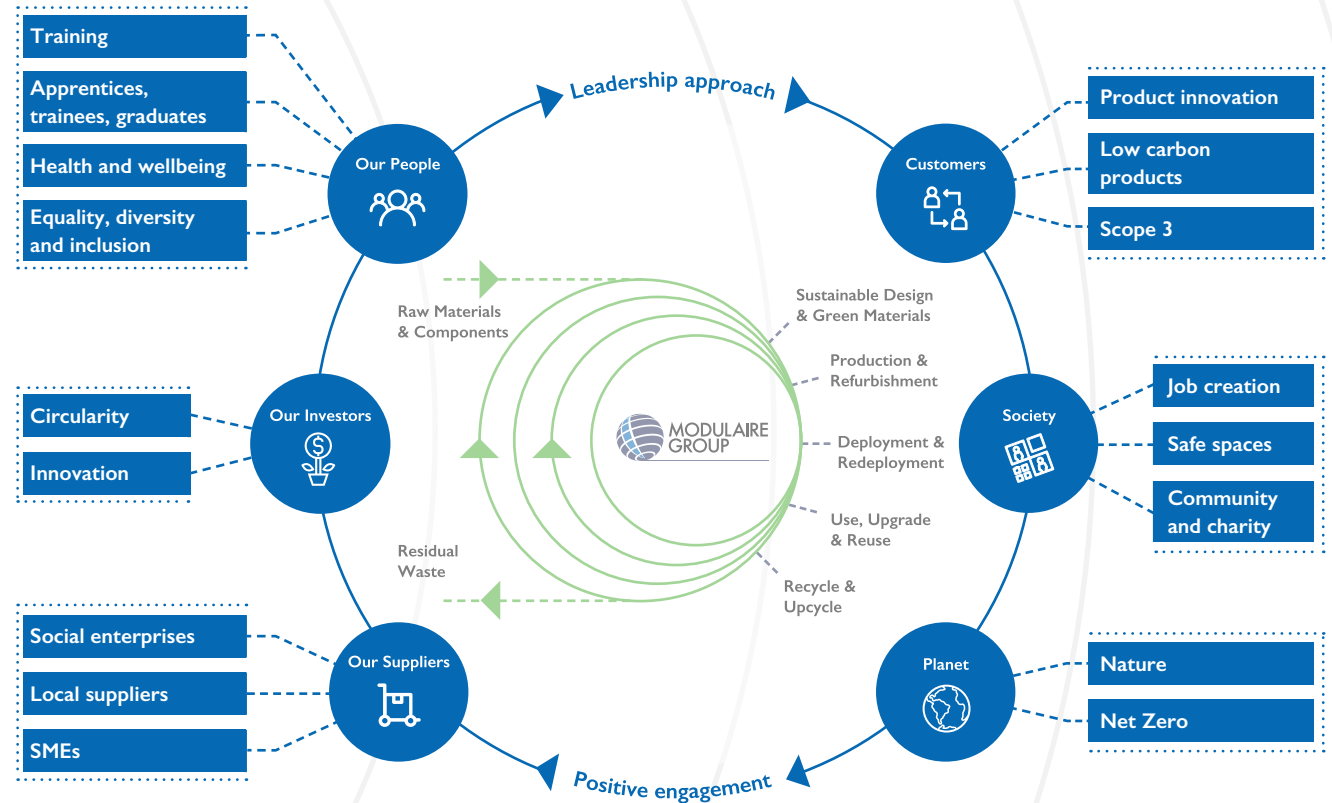 Training
Apprentices,
trainees, graduates
Health and wellbeing
Equality, diversity
and inclusion
Our People
Leadership approach
Customers
Product innovation
Low carbon
products
Scope 3
Raw Materials
& Components
Sustainable Design
& Green Materials
Production &
Refurbishment
Deployment &
Redeployment
Use, Upgrade
& Reuse
Recycle &
Upcycle
Residual
Waste
MODULAIRE
GROUP
Circularity
Innovation
Our Investors
$
Society
Job creation
Safe spaces
Community
and charity
Social enterprises
Local suppliers
SMEs
Our Suppliers
Positive engagement
Planet
Nature
Net Zero